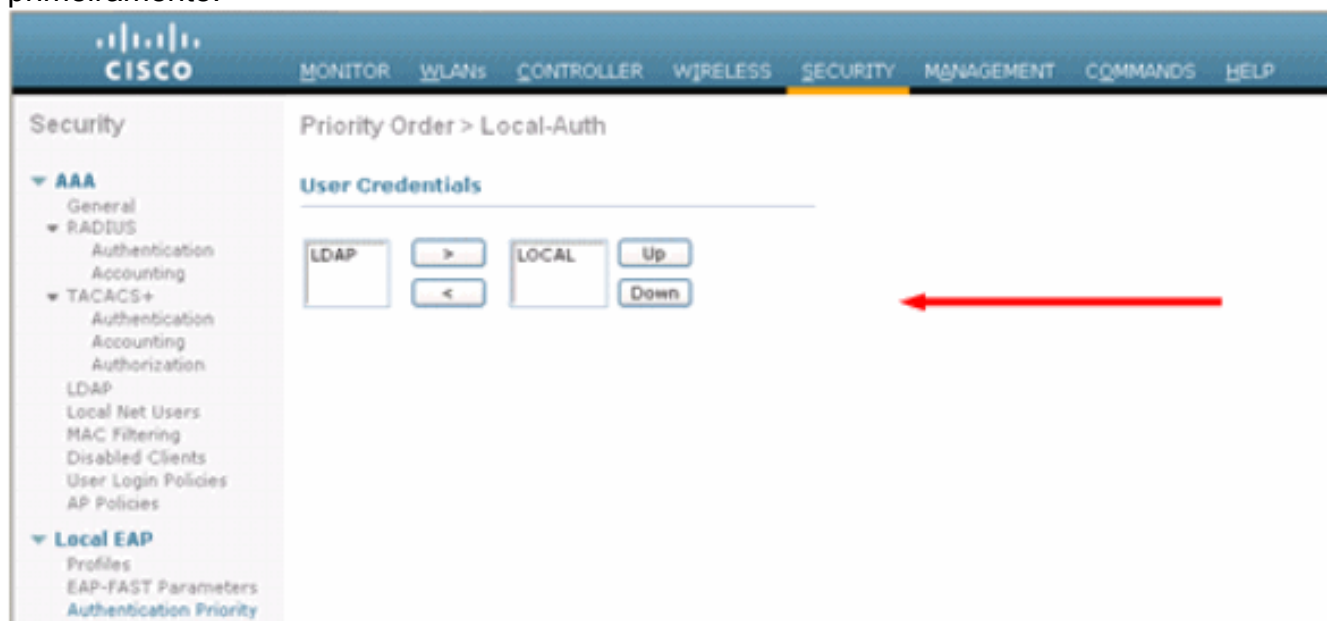 primeiramente.
CISCO
MONITOR WLANs CONTROLLER WIRELESS SECURITY MANAGEMENT COMMANDS HELP
Security
AAA
General
RADIUS
Authentication
Accounting
TACACS+
Authentication
Accounting
Authorization
LDAP
Local Net Users
MAC Filtering
Disabled Clients
User Login Policies
AP Policies
Local EAP
Profiles
EAP-FAST Parameters
Authentication Priority
Priority Order > Local-Auth
User Credentials
LDAP > LOCAL Up
< Down